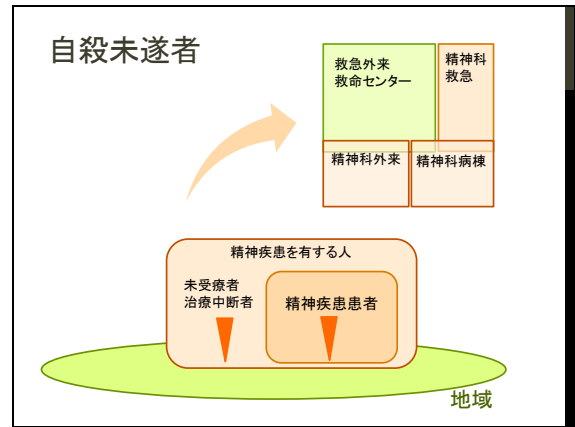 自殺未遂者
救急外来
救命センター
精神科
救急
精神科外来
精神科病棟
精神疾患を有する人
未受療者
治療中断者
精神疾患患者
地域